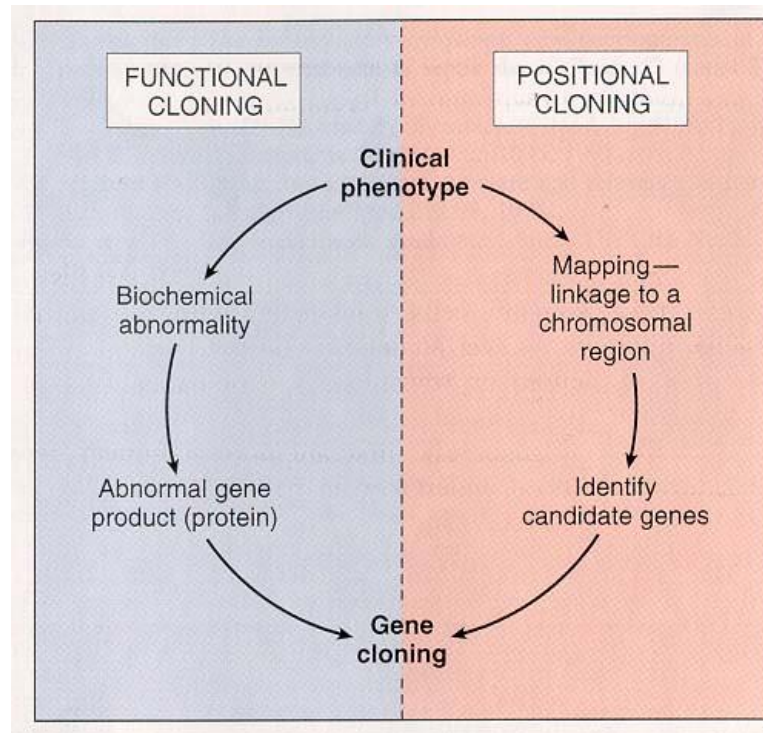 FUNCTIONAL
CLONING
POSITIONAL
CLONING
Clinical
phenotype
Biochemical
abnormality
Mapping—
linkage to a
chromosomal
region
Abnormal gene
product (protein)
Identify
candidate genes
Gene
cloning